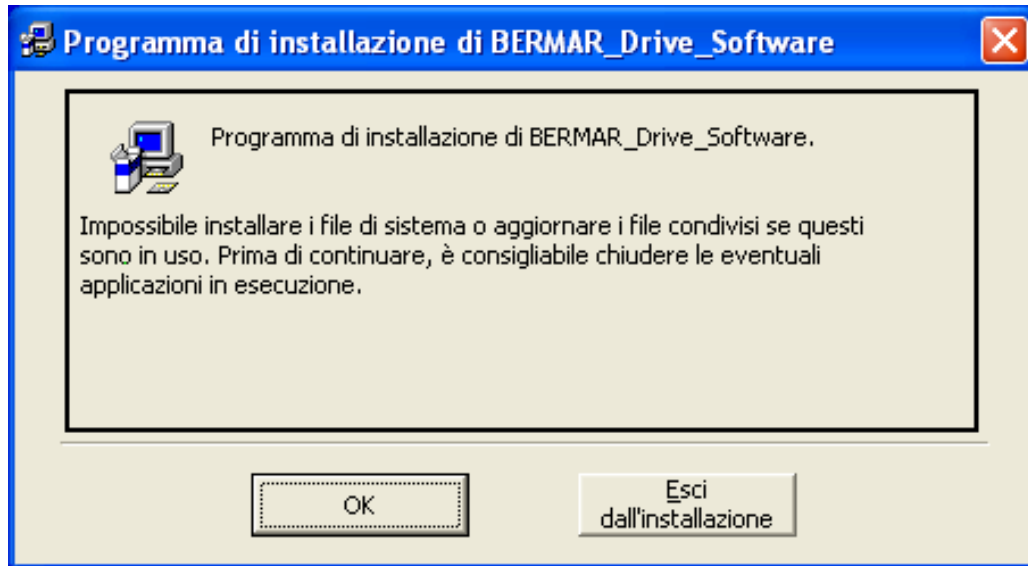 Programma di installazione di BERMAR_Drive_Software
Programma di installazione di BERMAR_Drive_Software.
Impossibile installare i file di sistema o aggiornare i file condivisi se questi
sono in uso. Prima di continuare, è consigliabile chiudere le eventuali
applicazioni in esecuzione.
OK
Esci
dall'installazione